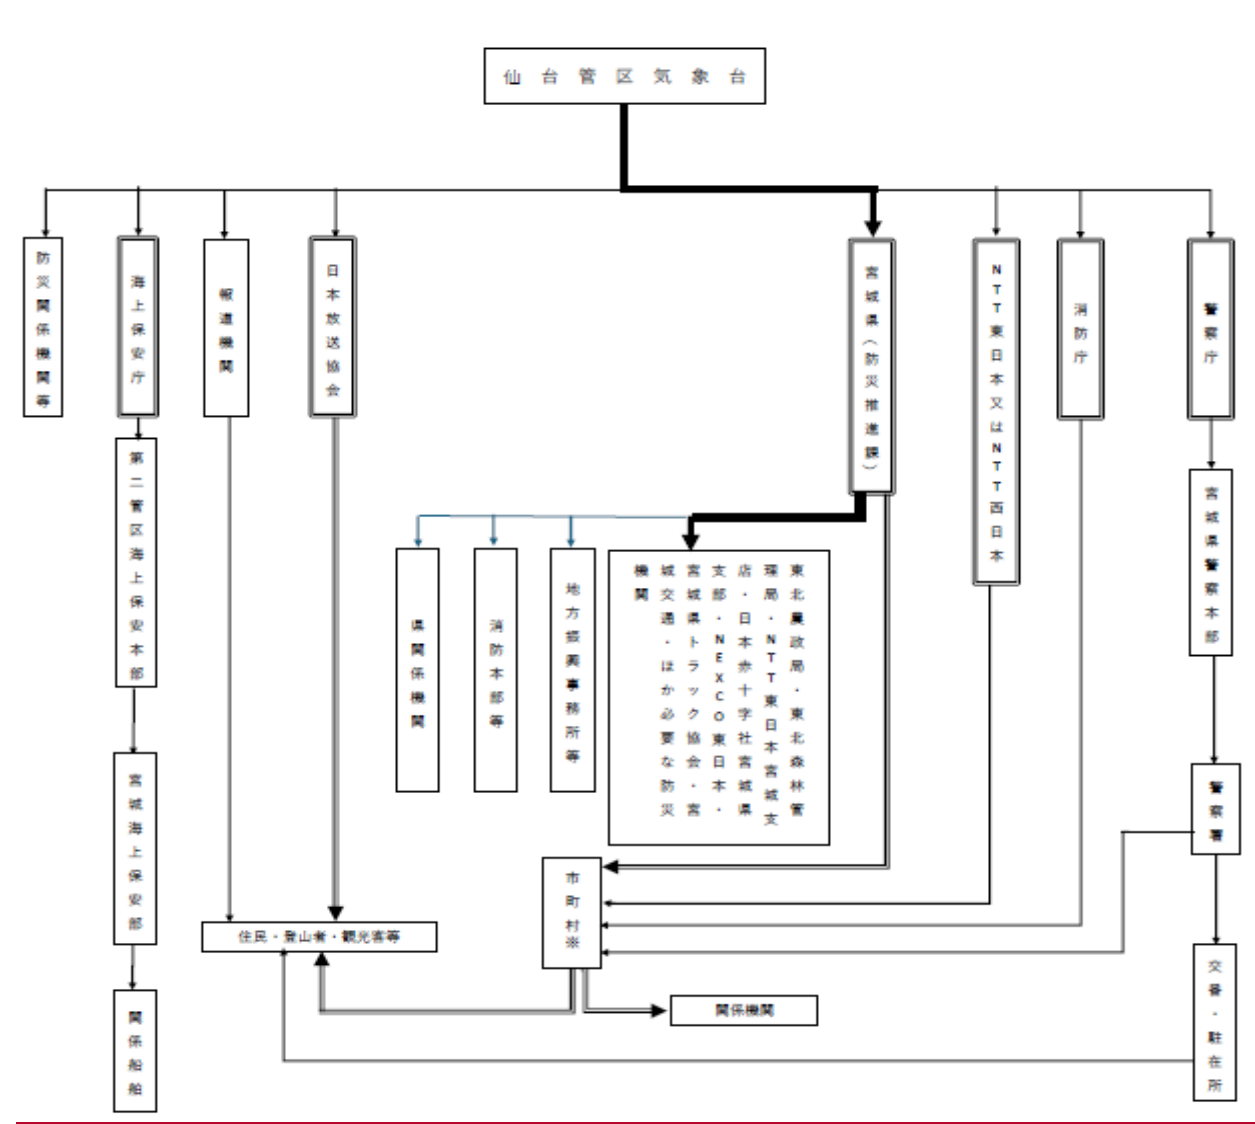 仙台管区気象台
防災関係機関等
海上保安庁
報道機関
日本放送協会
宮城県(防災推進課)
NTT東日本又はNTT西日本
消防庁
警察庁
第二管区海上保安本部
宮城県警察本部
県関係機関
消防本部等
地方振興事務所等
東北農政局・東北森林管
理局・NTT東日本宮城支
店・日本赤十字社宮城県
支部・NEXCO東日本・
宮城県トラック協会・宮
城交通・ほか必要な防災
機関
宮城海上保安部
警察署
市町村※
住民・登山者・観光客等
関係機関
関係船舶
交番・駐在所